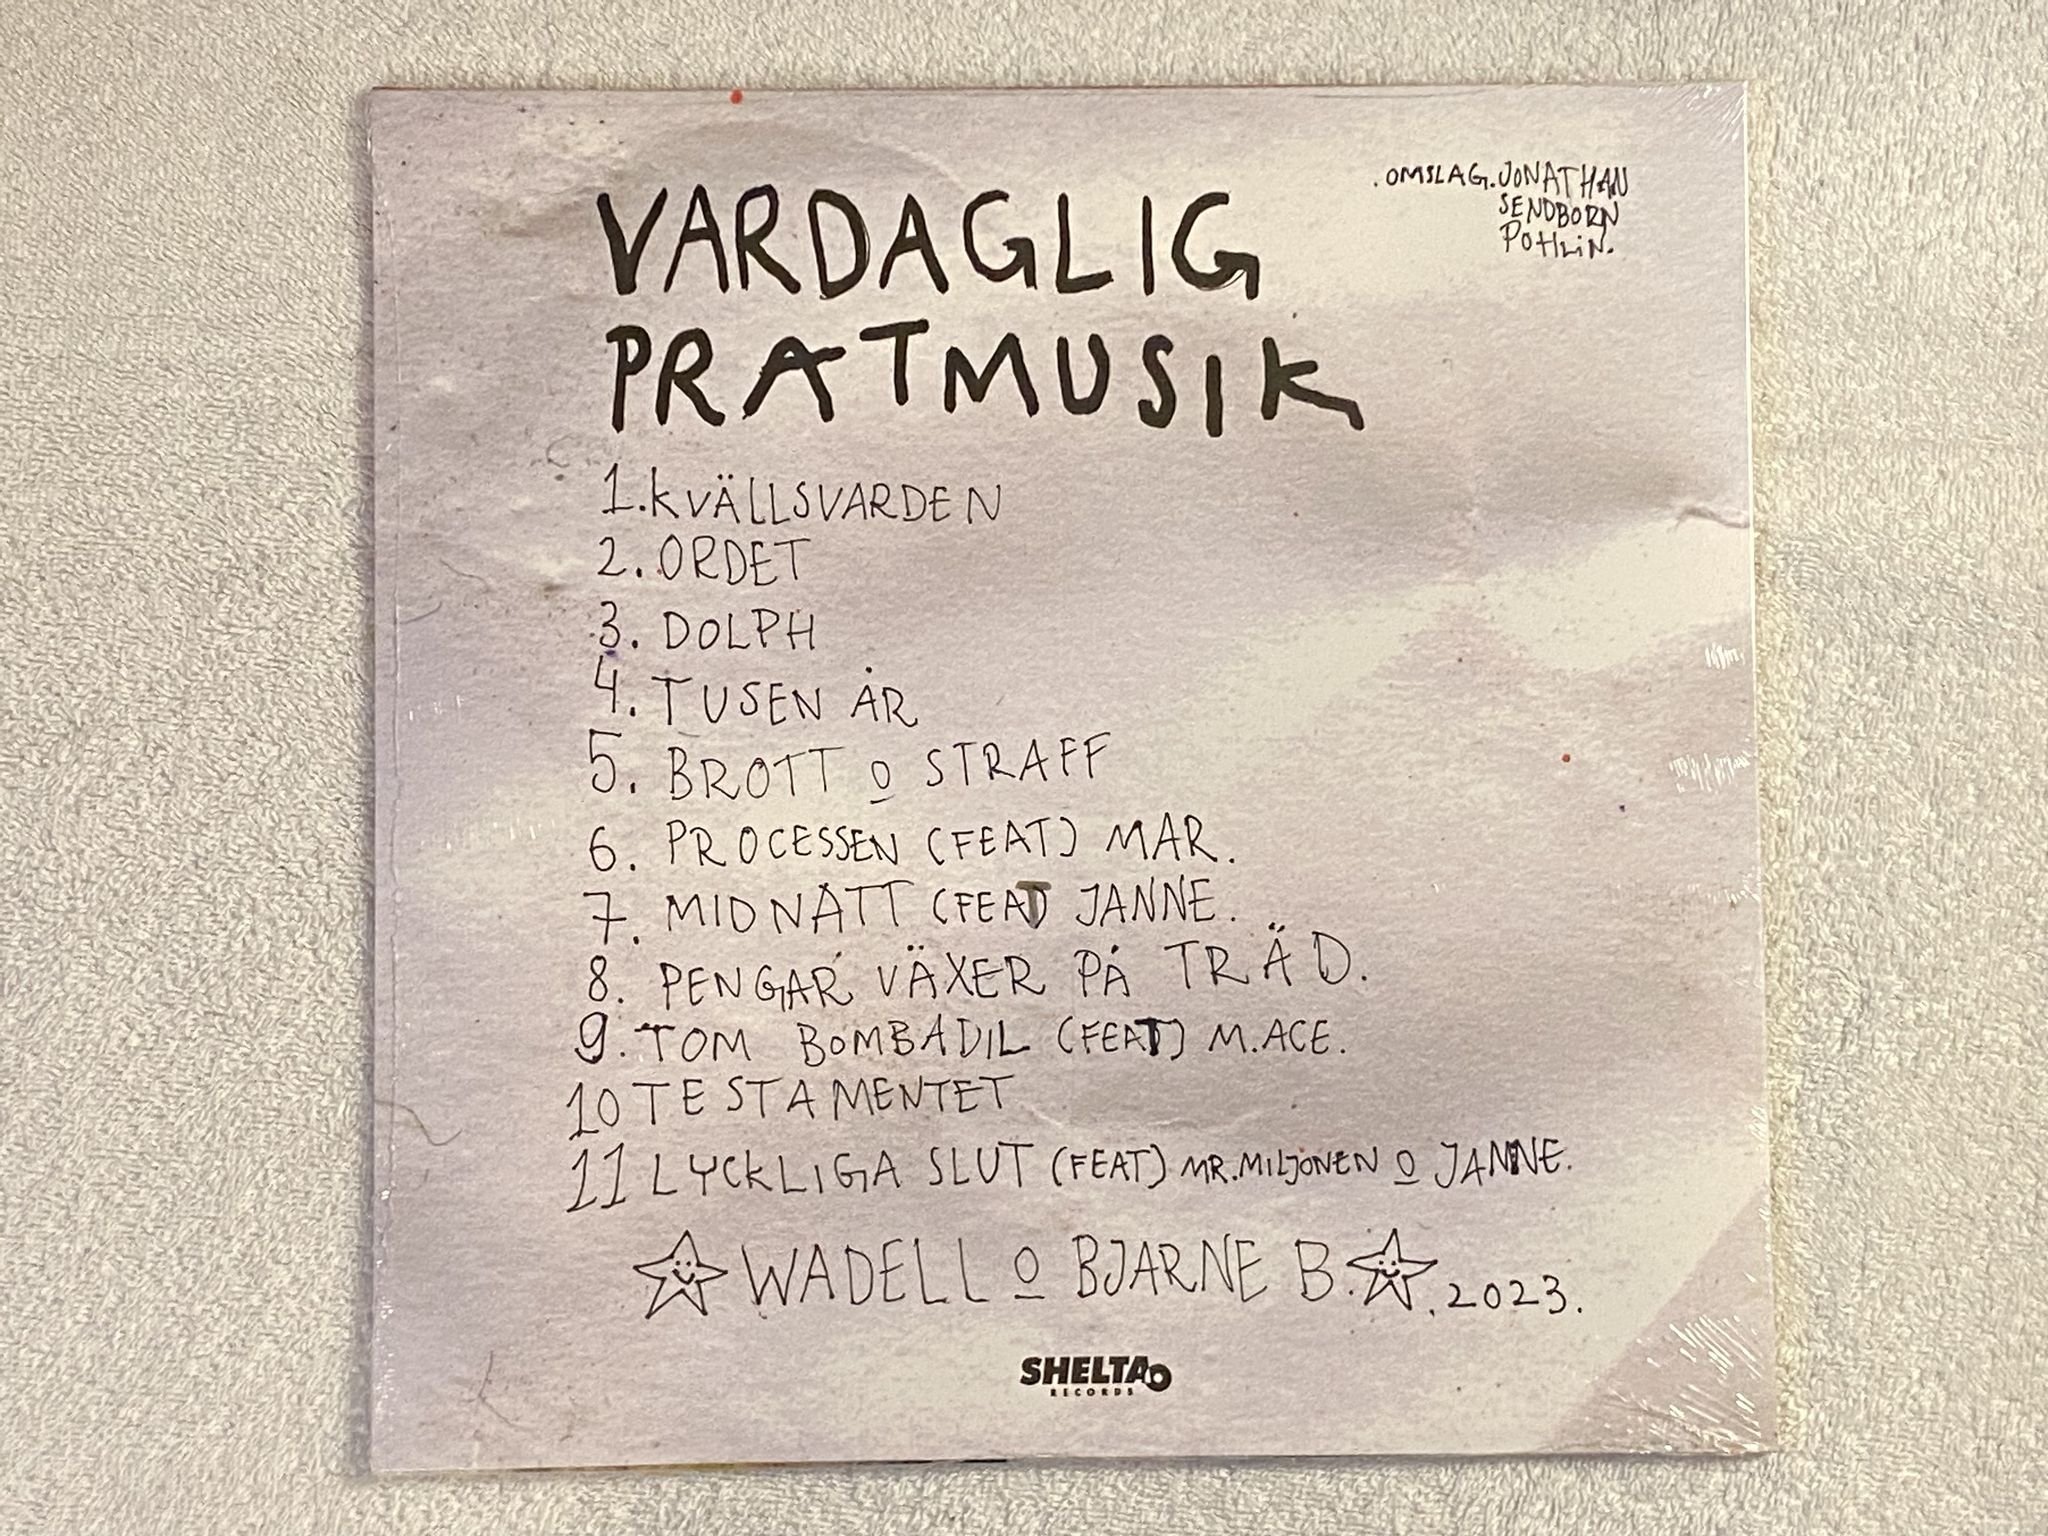 VARDAGLIG
PRATMUSIK
.OMSLAG.JONATHAN
SENDBORN
POHLIN.
1.KVÄLLSVARDEN
2.ORDET
3. DOLPH
4. TUSEN ÅR
5. BROTT O STRAFF
6. PROCESSEN (FEAT) MAR.
7. MIDNATT (FEAT JANNE.
8. PENGAR VÄXER PÅ TRÄD.
9. TOM BOMBADIL (FEAT) M.ACE.
10 TESTAMENTET
11 LYCKLIGA SLUT (FEAT) MR.MILJONEN O JANNE.
WADELL O BJARNE B. .2023.
SHELTA
RECORDS